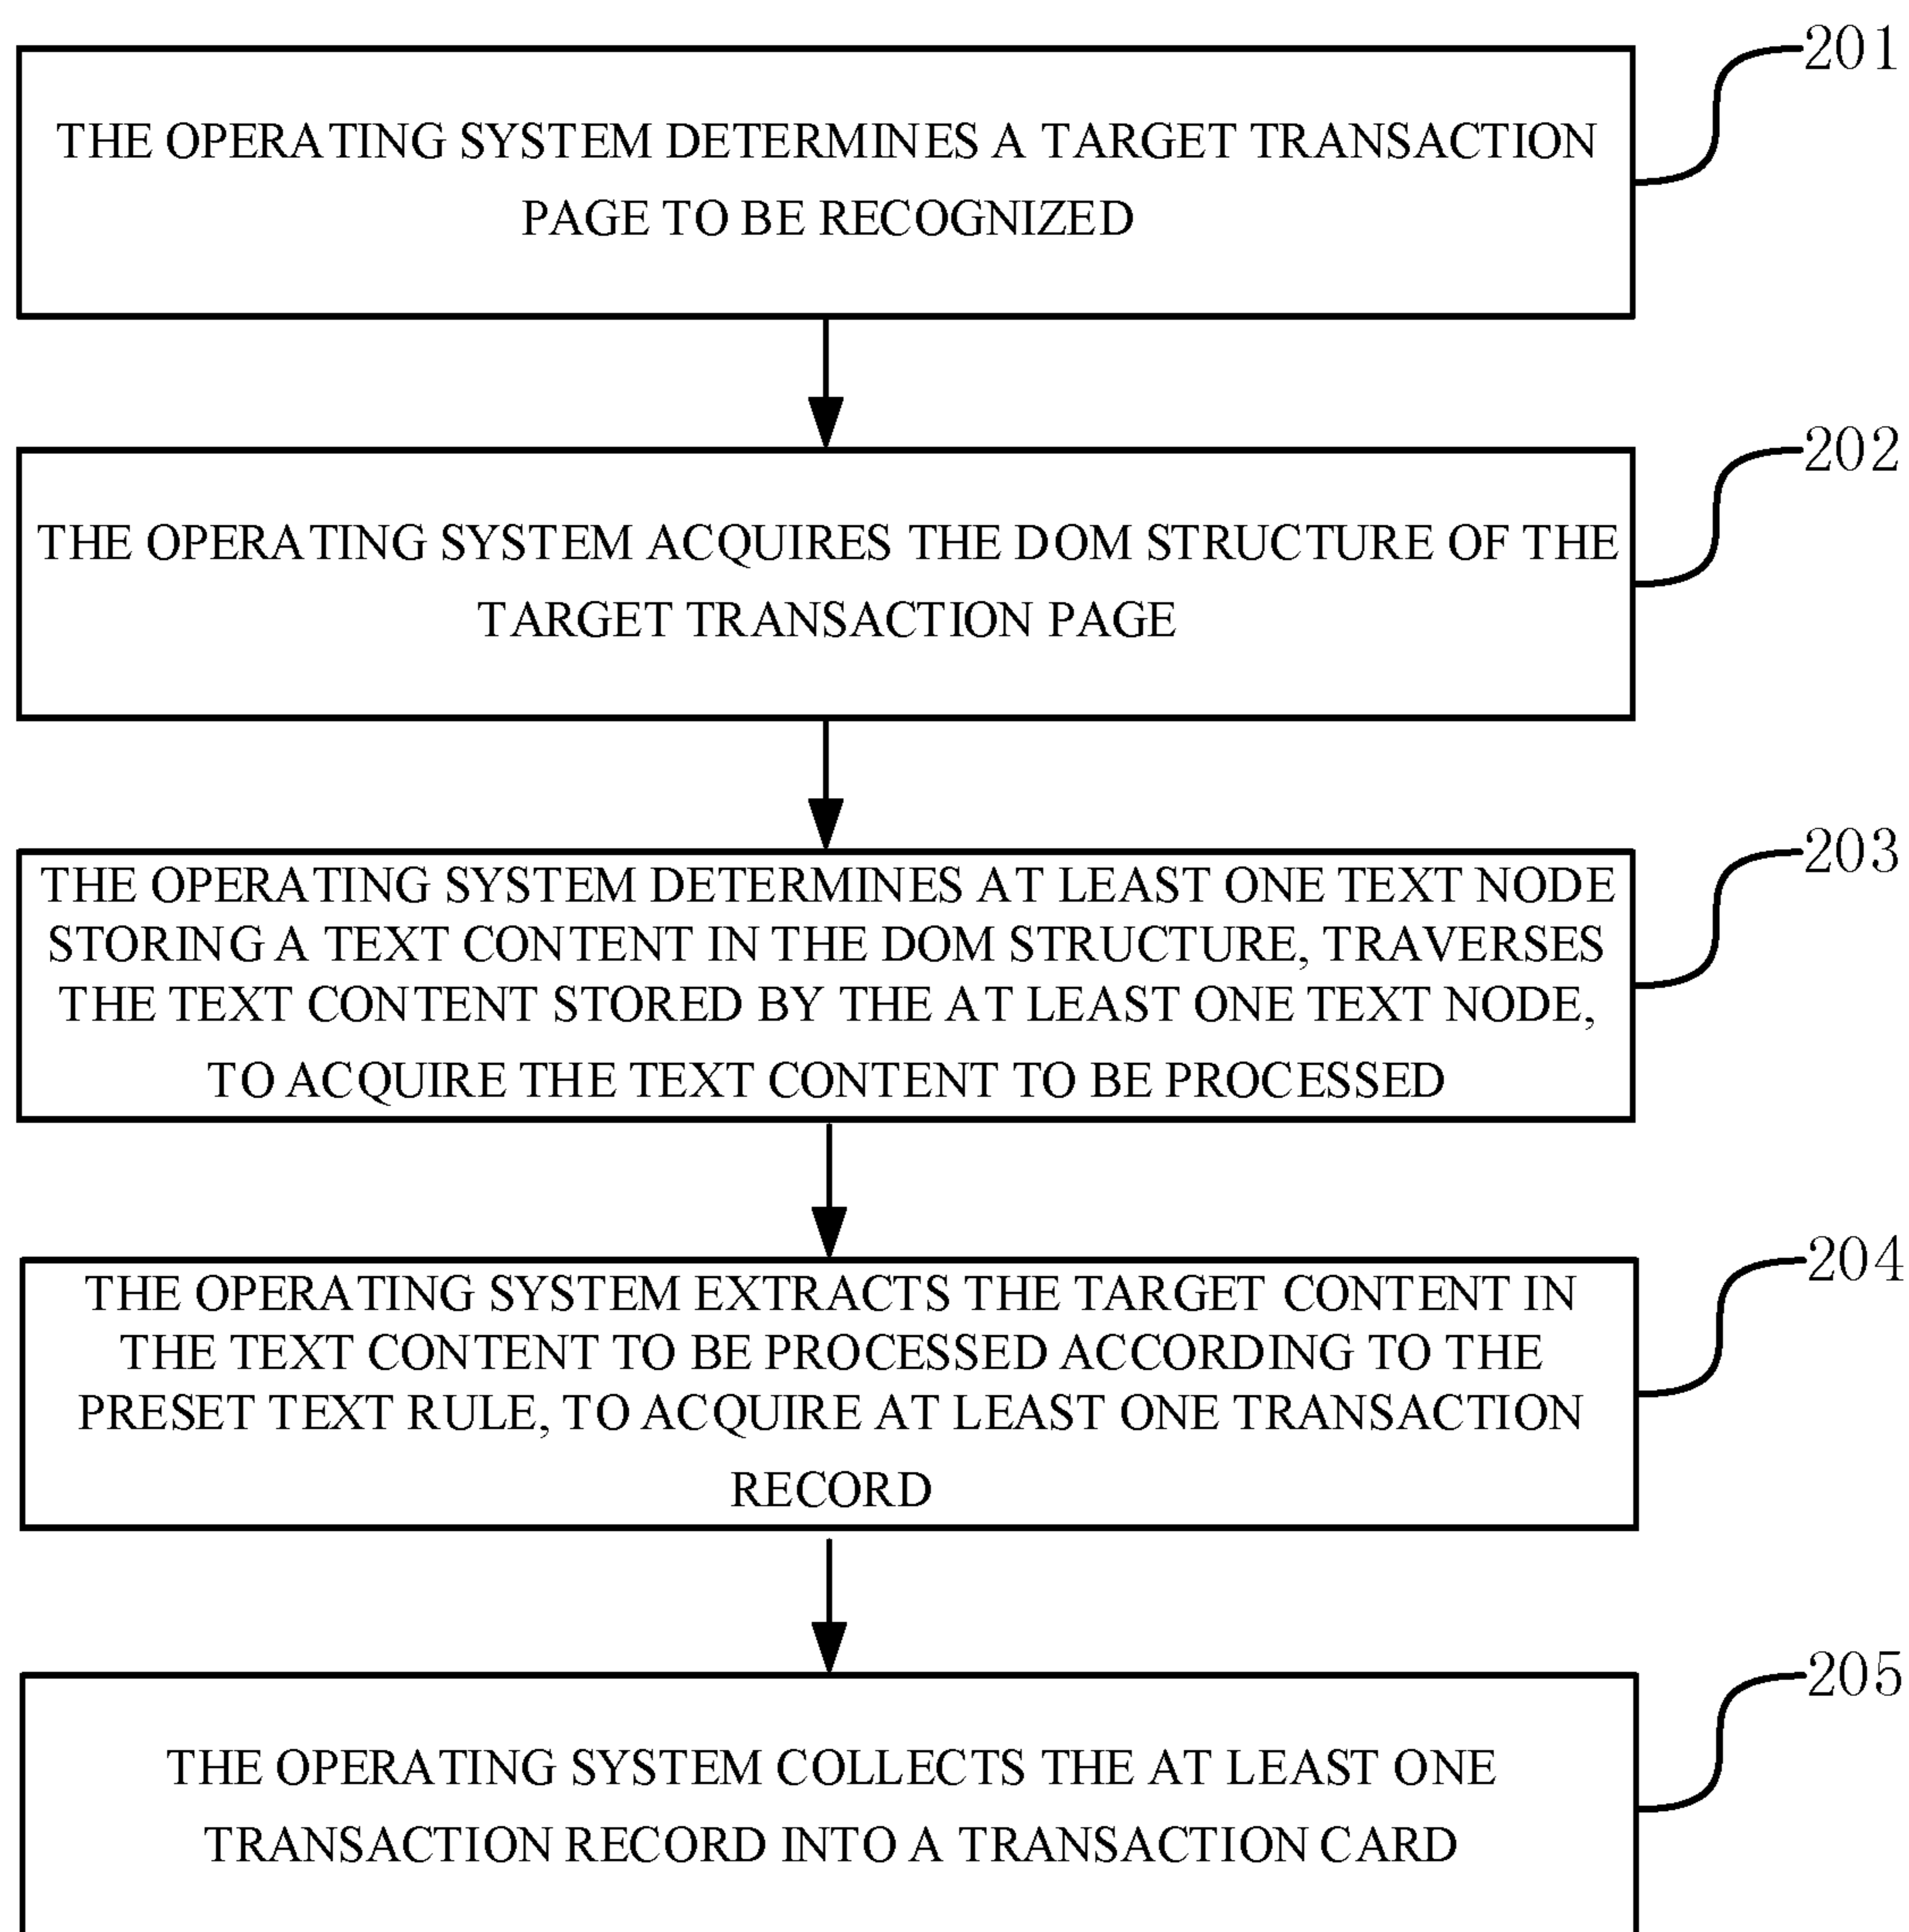 201
THE OPERATING SYSTEM DETERMINES A TARGET TRANSACTION
PAGE TO BE RECOGNIZED
202
THE OPERATING SYSTEM ACQUIRES THE DOM STRUCTURE OF THE
TARGET TRANSACTION PAGE
203
THE OPERATING SYSTEM DETERMINES AT LEAST ONE TEXT NODE
STORING A TEXT CONTENT IN THE DOM STRUCTURE, TRAVERSES
THE TEXT CONTENT STORED BY THE AT LEAST ONE TEXT NODE,
TO ACQUIRE THE TEXT CONTENT TO BE PROCESSED
204
THE OPERATING SYSTEM EXTRACTS THE TARGET CONTENT IN
THE TEXT CONTENT TO BE PROCESSED ACCORDING TO THE
PRESET TEXT RULE, TO ACQUIRE AT LEAST ONE TRANSACTION
RECORD
205
THE OPERATING SYSTEM COLLECTS THE AT LEAST ONE
TRANSACTION RECORD INTO A TRANSACTION CARD